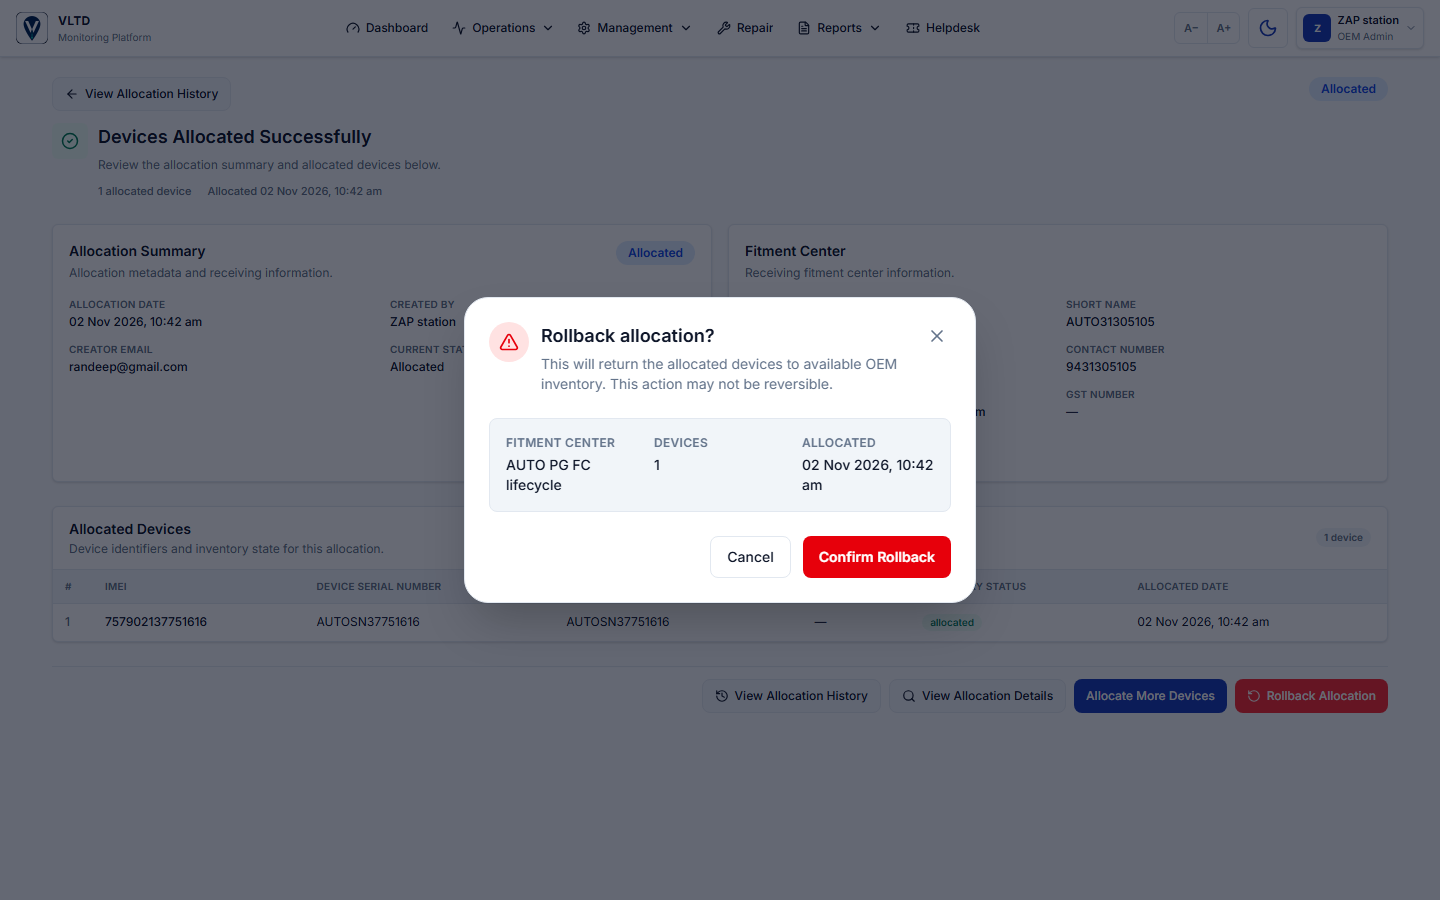 VLTD
Monitoring Platform
Dashboard
Operations
Management
Repair
Reports
Helpdesk
A−
A+
Z
ZAP station
OEM Admin
View Allocation History
Allocated
Devices Allocated Successfully
Review the allocation summary and allocated devices below.
1 allocated device Allocated 02 Nov 2026, 10:42 am
Allocation Summary
Allocated
Allocation metadata and receiving information.
ALLOCATION DATE
02 Nov 2026, 10:42 am
CREATED BY
ZAP station
CREATOR EMAIL
randeep@gmail.com
CURRENT STAT
Allocated
Fitment Center
Receiving fitment center information.
SHORT NAME
AUTO31305105
CONTACT NUMBER
9431305105
m
GST NUMBER
—
Rollback allocation?
This will return the allocated devices to available OEM
inventory. This action may not be reversible.
FITMENT CENTER
AUTO PG FC
lifecycle
DEVICES
1
ALLOCATED
02 Nov 2026, 10:42
am
Cancel
Confirm Rollback
Allocated Devices
Device identifiers and inventory state for this allocation.
1 device
# IMEI DEVICE SERIAL NUMBER Y STATUS ALLOCATED DATE
1 757902137751616 AUTOSN37751616 AUTOSN37751616 — allocated 02 Nov 2026, 10:42 am
View Allocation History
View Allocation Details
Allocate More Devices
Rollback Allocation